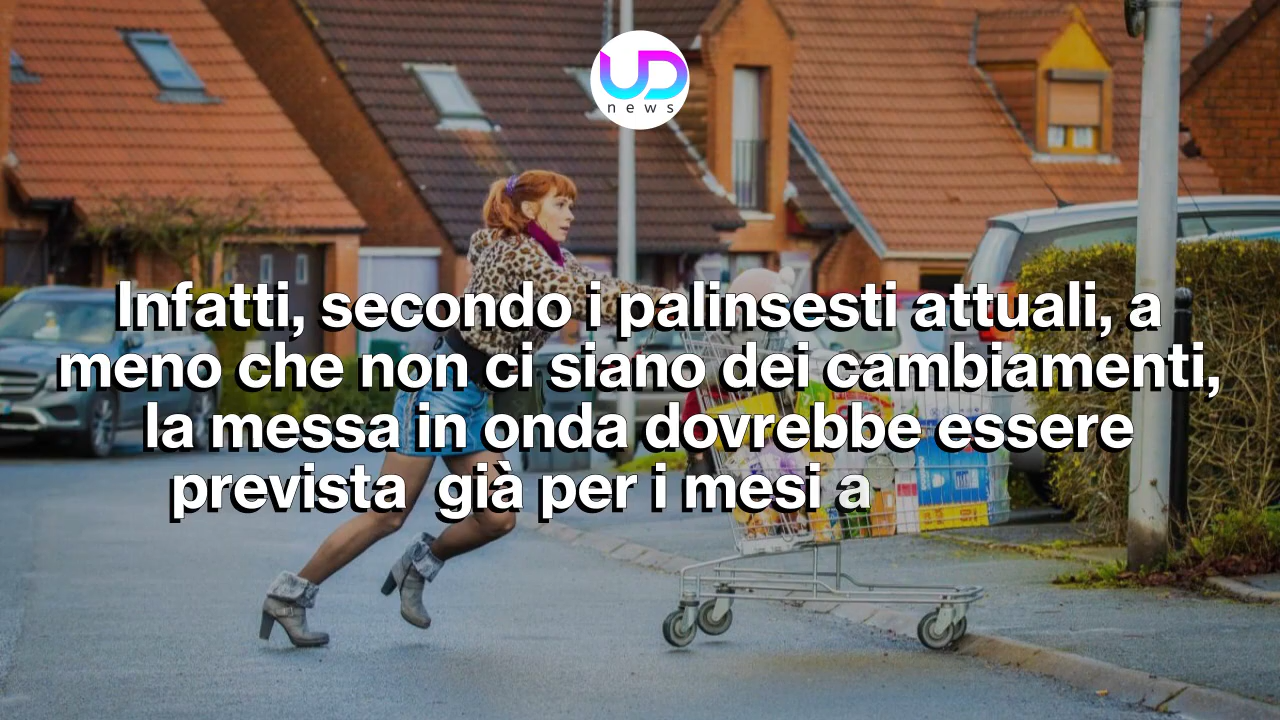 UD
news
Infatti, secondo i palinsesti attuali, a
meno che non ci siano dei cambiamenti,
la messa in onda dovrebbe essere
prevista già per i mesi a